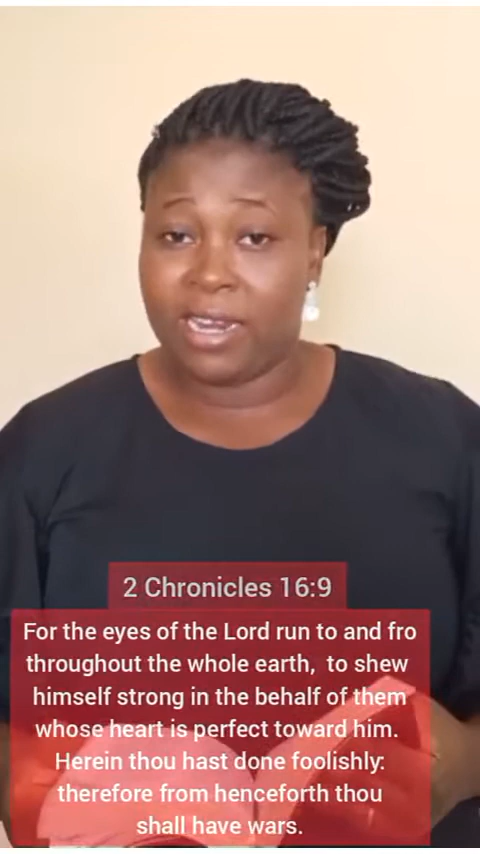 2 Chronicles 16:9
For the eyes of the Lord run to and fro
throughout the whole earth, to shew
himself strong in the behalf of them
whose heart is perfect toward him.
Herein thou hast done foolishly:
therefore from henceforth thou
shall have wars.